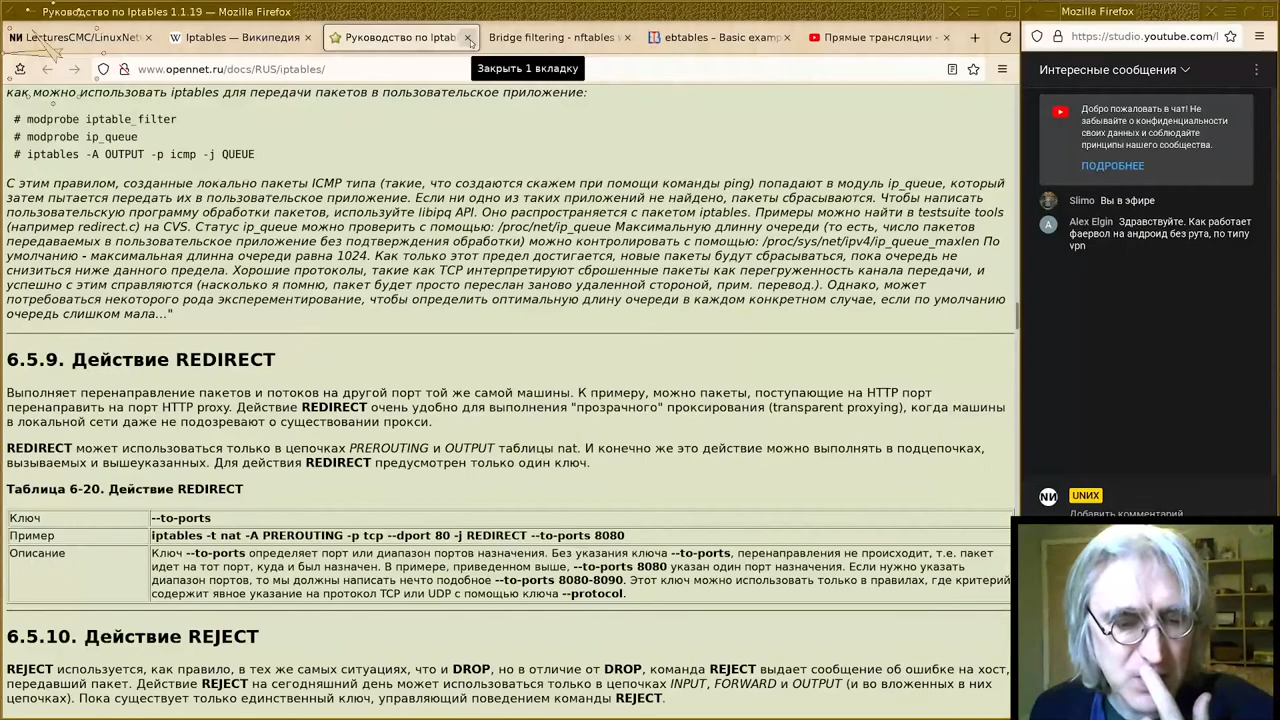 Руководство по Iptables 1.1.19 — Mozilla Firefox
Mozilla Firefox
LecturesCMC/LinuxNet
Iptables — Википедия
Руководство по Iptab
Bridge filtering - nftables w
ebtables – Basic examp
Прямые трансляции -
https://studio.youtube.com/l
www.opennet.ru/docs/RUS/iptables/
Закрыть 1 вкладку
как можно использовать iptables для передачи пакетов в пользовательское приложение:
# modprobe iptable_filter
# modprobe ip_queue
# iptables -A OUTPUT -p icmp -j QUEUE
С этим правилом, созданные локально пакеты ICMP типа (такие, что создаются скажем при помощи команды ping) попадают в модуль ip_queue, который
затем пытается передать их в пользовательское приложение. Если ни одно из таких приложений не найдено, пакеты сбрасываются. Чтобы написать
пользовательскую программу обработки пакетов, используйте libipq API. Оно распространяется с пакетом iptables. Примеры можно найти в testsuite tools
(например redirect.c) на CVS. Статус ip_queue можно проверить с помощью: /proc/net/ip_queue Максимальную длинну очереди (то есть, число пакетов
передаваемых в пользовательское приложение без подтверждения обработки) можно контролировать с помощью: /proc/sys/net/ipv4/ip_queue_maxlen По
умолчанию - максимальная длинна очереди равна 1024. Как только этот предел достигается, новые пакеты будут сбрасываться, пока очередь не
снизиться ниже данного предела. Хорошие протоколы, такие как TCP интерпретируют сброшенные пакеты как перегруженность канала передачи, и
успешно с этим справляются (насколько я помню, пакет будет просто переслан заново удаленной стороной, прим. перевод.). Однако, может
потребоваться некоторого рода эксперементирование, чтобы определить оптимальную длину очереди в каждом конкретном случае, если по умолчанию
очередь слишком мала..."
6.5.9. Действие REDIRECT
Выполняет перенаправление пакетов и потоков на другой порт той же самой машины. К примеру, можно пакеты, поступающие на HTTP порт
перенаправить на порт HTTP proxy. Действие REDIRECT очень удобно для выполнения "прозрачного" проксирования (transparent proxying), когда машины
в локальной сети даже не подозревают о существовании прокси.
REDIRECT может использоваться только в цепочках PREROUTING и OUTPUT таблицы nat. И конечно же это действие можно выполнять в подцепочках,
вызываемых и вышеуказанных. Для действия REDIRECT предусмотрен только один ключ.
Таблица 6-20. Действие REDIRECT
Ключ --to-ports
Пример iptables -t nat -A PREROUTING -p tcp --dport 80 -j REDIRECT --to-ports 8080
Описание Ключ --to-ports определяет порт или диапазон портов назначения. Без указания ключа --to-ports, перенаправления не происходит, т.е. пакет
идет на тот порт, куда и был назначен. В примере, приведенном выше, --to-ports 8080 указан один порт назначения. Если нужно указать
диапазон портов, то мы должны написать нечто подобное --to-ports 8080-8090. Этот ключ можно использовать только в правилах, где критерий
содержит явное указание на протокол TCP или UDP с помощью ключа --protocol.
6.5.10. Действие REJECT
REJECT используется, как правило, в тех же самых ситуациях, что и DROP, но в отличие от DROP, команда REJECT выдает сообщение об ошибке на хост,
передавший пакет. Действие REJECT на сегодняшний день может использоваться только в цепочках INPUT, FORWARD и OUTPUT (и во вложенных в них
цепочках). Пока существует только единственный ключ, управляющий поведением команды REJECT.
Интересные сообщения
Добро пожаловать в чат! Не
забывайте о конфиденциальности
своих данных и соблюдайте
принципы нашего сообщества.
ПОДРОБНЕЕ
Slimo Вы в эфире
A Alex Elgin Здравствуйте. Как работает
фаервол на андроид без рута, по типу
vpn
UNИX
Добавить комментарий